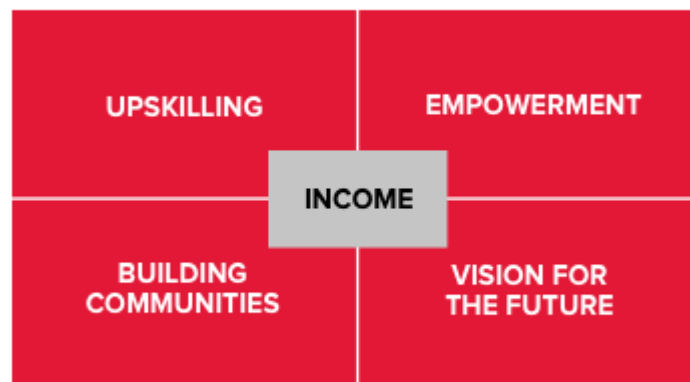 UPSKILLING
EMPOWERMENT
INCOME
BUILDING
COMMUNITIES
VISION FOR
THE FUTURE